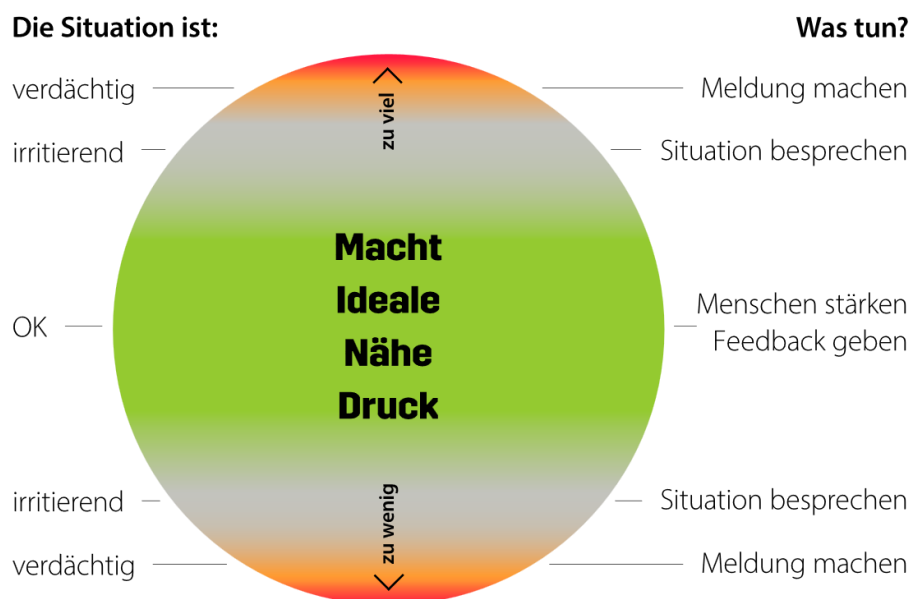 Die Situation ist:
Was tun?
verdächtig
zu viel
Meldung machen
irritierend
Situation besprechen
Macht
Ideale
Nähe
Druck
OK
Menschen stärken
Feedback geben
irritierend
zu wenig
Situation besprechen
verdächtig
Meldung machen